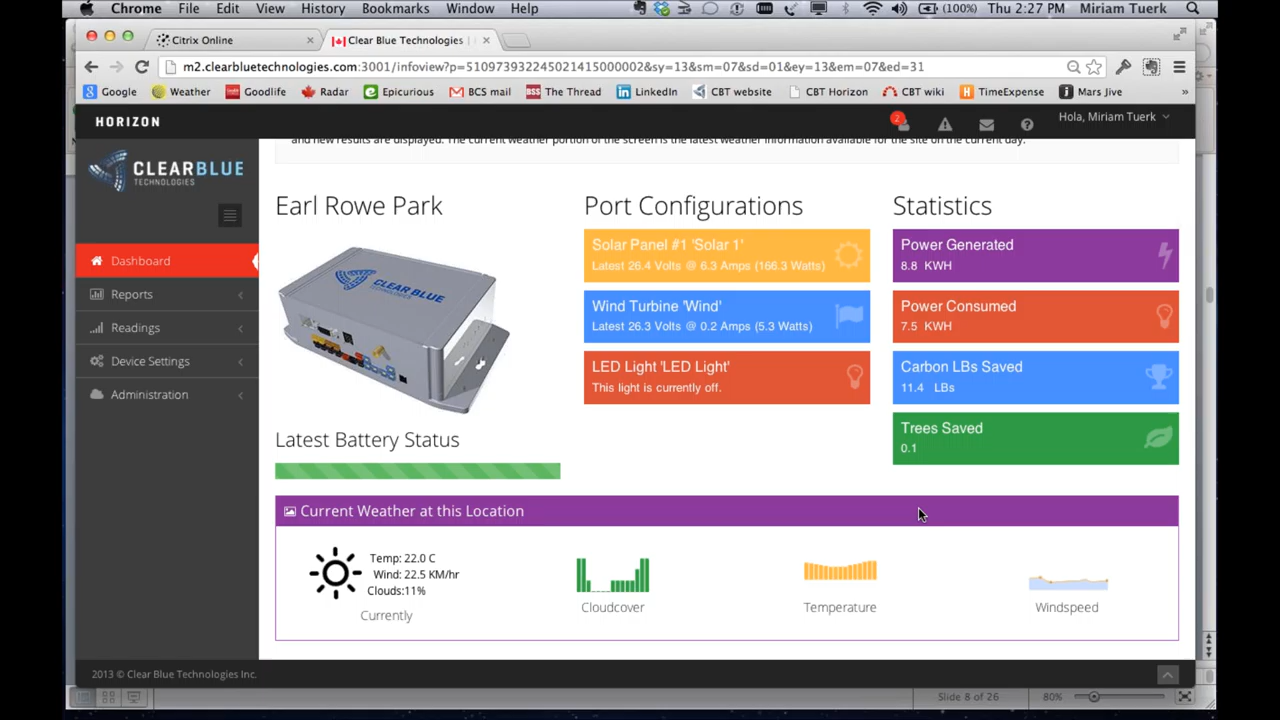 Chrome File Edit View History Bookmarks Window Help (100%) Thu 2:27 PM Miriam Tuerk
Citrix Online Clear Blue Technologies |
m2.clearbluetechnologies.com:3001/infoview?p=510973932245021415000002&sy=13&sm=07&sd=01&ey=13&em=07&ed=31
Google Weather Goodlife Radar Epicurious BCS mail The Thread LinkedIn CBT website CBT Horizon CBT wiki TimeExpense Mars Jive »
HORIZON 2 Hola, Miriam Tuerk
and new results are displayed. The current weather portion of the screen is the latest weather information available for the site on the current day.
CLEARBLUE
TECHNOLOGIES
Dashboard
Reports
Readings
Device Settings
Administration
Earl Rowe Park
CLEAR BLUE
TECHNOLOGIES
Latest Battery Status
Port Configurations
Solar Panel #1 'Solar 1'
Latest 26.4 Volts @ 6.3 Amps (166.3 Watts)
Wind Turbine 'Wind'
Latest 26.3 Volts @ 0.2 Amps (5.3 Watts)
LED Light 'LED Light'
This light is currently off.
Statistics
Power Generated
8.8 KWH
Power Consumed
7.5 KWH
Carbon LBs Saved
11.4 LBs
Trees Saved
0.1
Current Weather at this Location
Temp: 22.0 C
Wind: 22.5 KM/hr
Clouds:11%
Currently
Cloudcover
Temperature
Windspeed
2013 © Clear Blue Technologies Inc.
Slide 8 of 26 80%